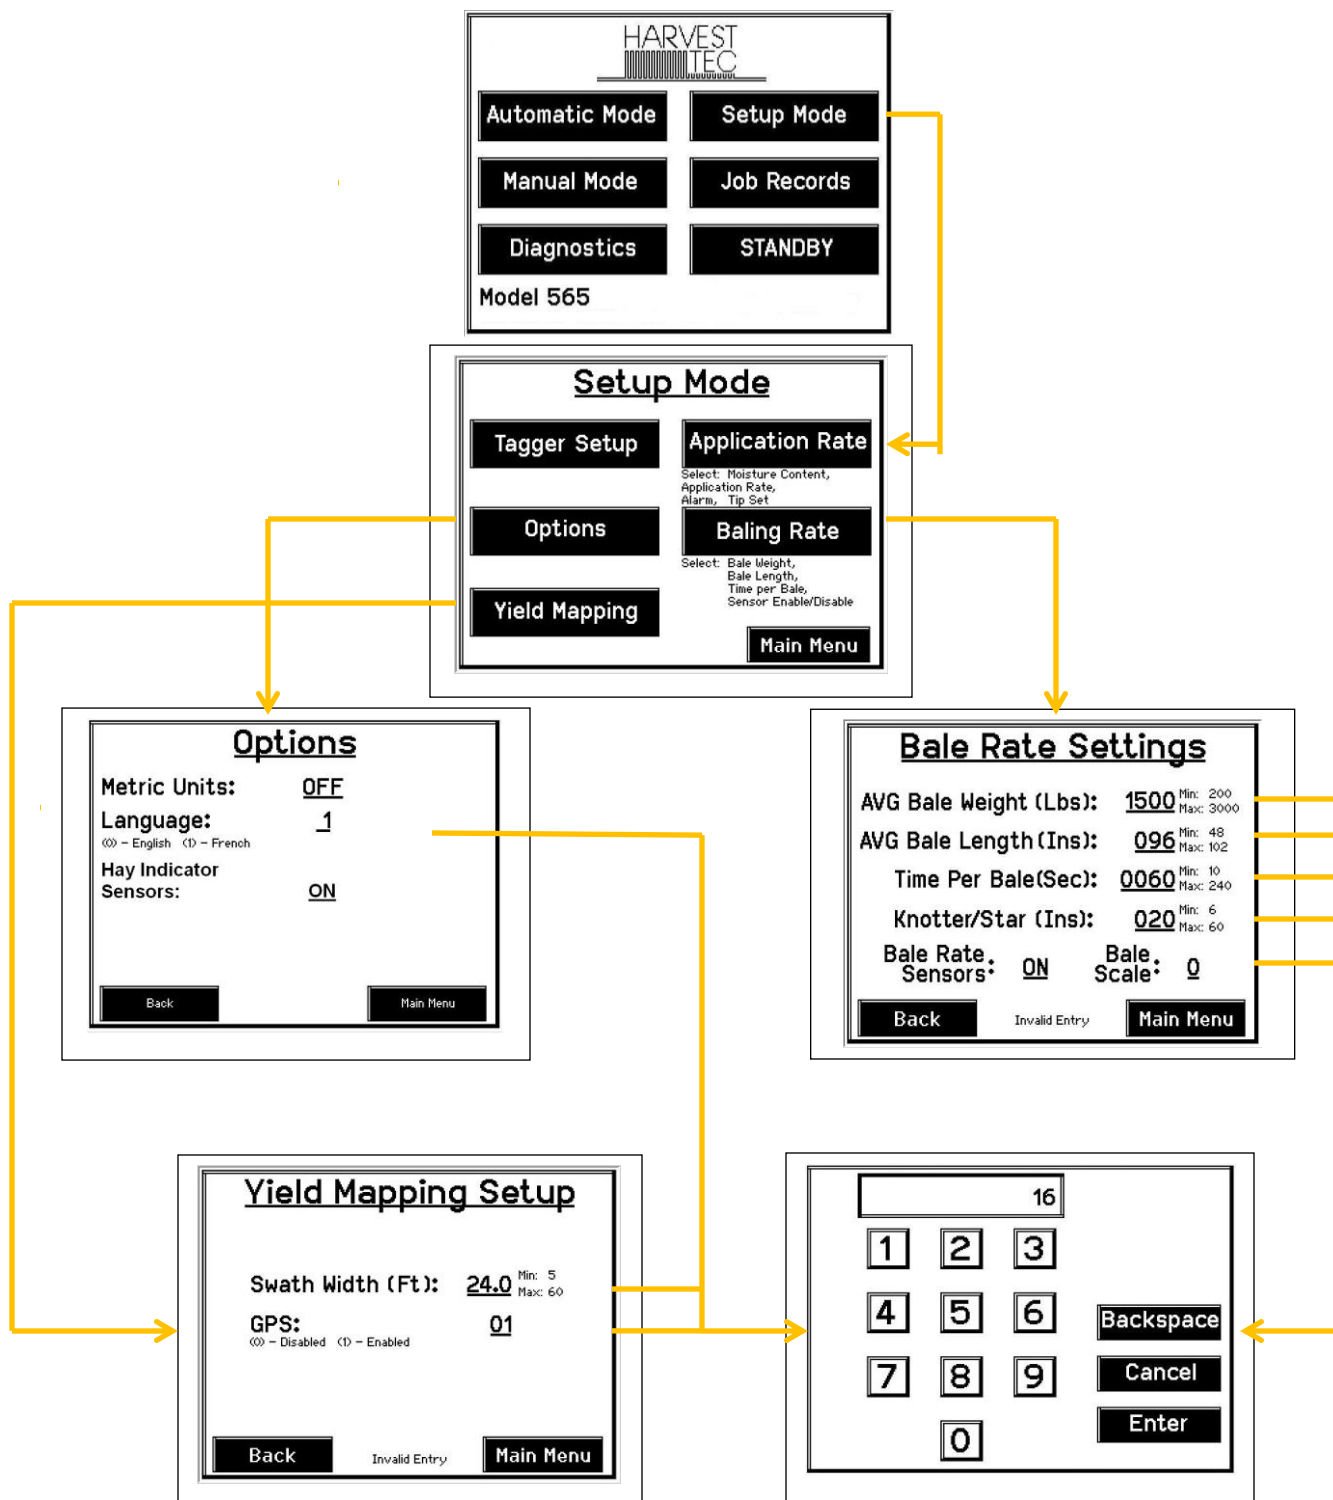 HARVEST
TEC
Automatic Mode
Setup Mode
Manual Mode
Job Records
Diagnostics
STANDBY
Model 565
Setup Mode
Tagger Setup
Application Rate
Select: Moisture Content,
Application Rate,
Alarm, Tip Set
Options
Baling Rate
Select: Bale Weight,
Bale Length,
Time per Bale,
Sensor Enable/Disable
Yield Mapping
Main Menu
Options
Metric Units: OFF
Language: 1
(0) - English (1) - French
Hay Indicator
Sensors: ON
Back
Main Menu
Bale Rate Settings
AVG Bale Weight (Lbs): 1500 Min: 200
Max: 3000
AVG Bale Length (Ins): 096 Min: 48
Max: 102
Time Per Bale(Sec): 0060 Min: 10
Max: 240
Knotter/Star (Ins): 020 Min: 6
Max: 60
Bale Rate
Sensors: ON
Bale
Scale: 0
Back
Invalid Entry
Main Menu
Yield Mapping Setup
Swath Width (Ft): 24.0 Min: 5
Max: 60
GPS: 01
(0) - Disabled (1) - Enabled
Back
Invalid Entry
Main Menu
16
1 2 3
4 5 6
7 8 9
0
Backspace
Cancel
Enter